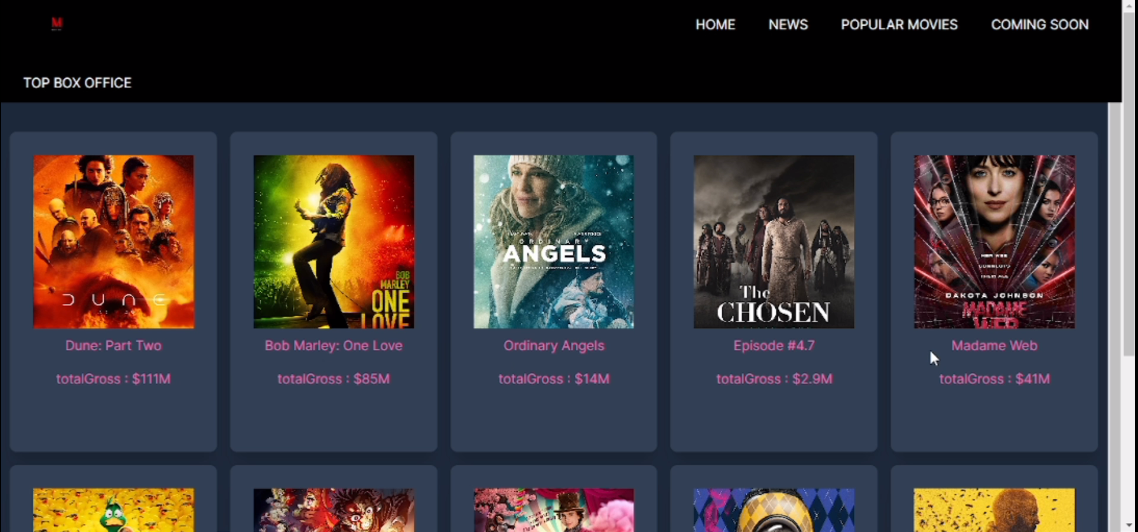 M
HOME NEWS POPULAR MOVIES COMING SOON
TOP BOX OFFICE
DUNE
BOB
MARLEY
ONE
LOVE
ORDINARY
ANGELS
The
CHOSEN
DAKOTA JOHNSON
MADAME
WEB
Dune: Part Two Bob Marley: One Love Ordinary Angels Episode #4.7 Madame Web
totalGross : $111M totalGross : $85M totalGross : $14M totalGross : $2.9M totalGross : $41M